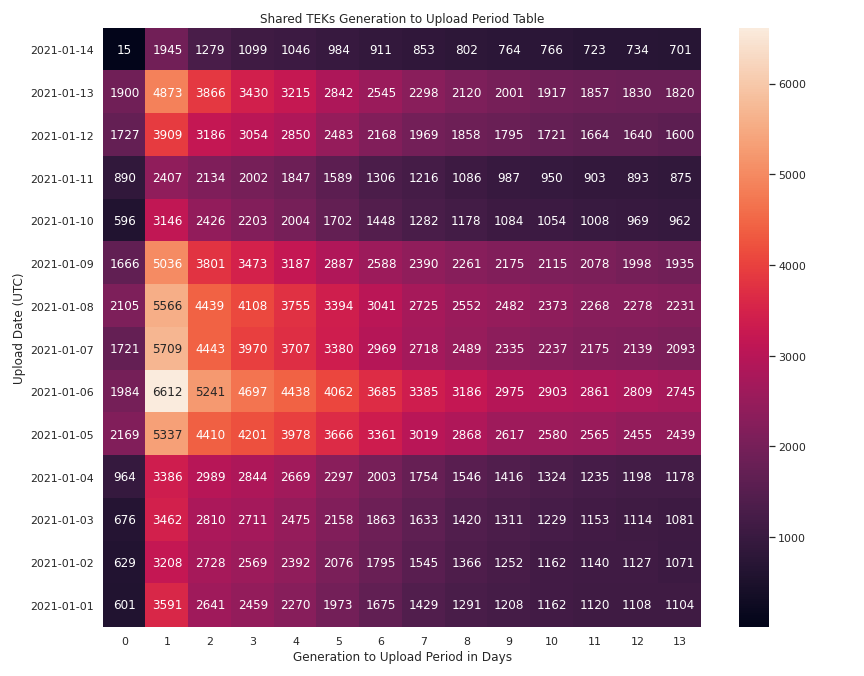 Shared TEKs Generation to Upload Period Table
Upload Date (UTC)
2021-01-14 15 1945 1279 1099 1046 984 911 853 802 764 766 723 734 701
2021-01-13 1900 4873 3866 3430 3215 2842 2545 2298 2120 2001 1917 1857 1830 1820
2021-01-12 1727 3909 3186 3054 2850 2483 2168 1969 1858 1795 1721 1664 1640 1600
2021-01-11 890 2407 2134 2002 1847 1589 1306 1216 1086 987 950 903 893 875
2021-01-10 596 3146 2426 2203 2004 1702 1448 1282 1178 1084 1054 1008 969 962
2021-01-09 1666 5036 3801 3473 3187 2887 2588 2390 2261 2175 2115 2078 1998 1935
2021-01-08 2105 5566 4439 4108 3755 3394 3041 2725 2552 2482 2373 2268 2278 2231
2021-01-07 1721 5709 4443 3970 3707 3380 2969 2718 2489 2335 2237 2175 2139 2093
2021-01-06 1984 6612 5241 4697 4438 4062 3685 3385 3186 2975 2903 2861 2809 2745
2021-01-05 2169 5337 4410 4201 3978 3666 3361 3019 2868 2617 2580 2565 2455 2439
2021-01-04 964 3386 2989 2844 2669 2297 2003 1754 1546 1416 1324 1235 1198 1178
2021-01-03 676 3462 2810 2711 2475 2158 1863 1633 1420 1311 1229 1153 1114 1081
2021-01-02 629 3208 2728 2569 2392 2076 1795 1545 1366 1252 1162 1140 1127 1071
2021-01-01 601 3591 2641 2459 2270 1973 1675 1429 1291 1208 1162 1120 1108 1104
0 1 2 3 4 5 6 7 8 9 10 11 12 13
Generation to Upload Period in Days
6000
5000
4000
3000
2000
1000